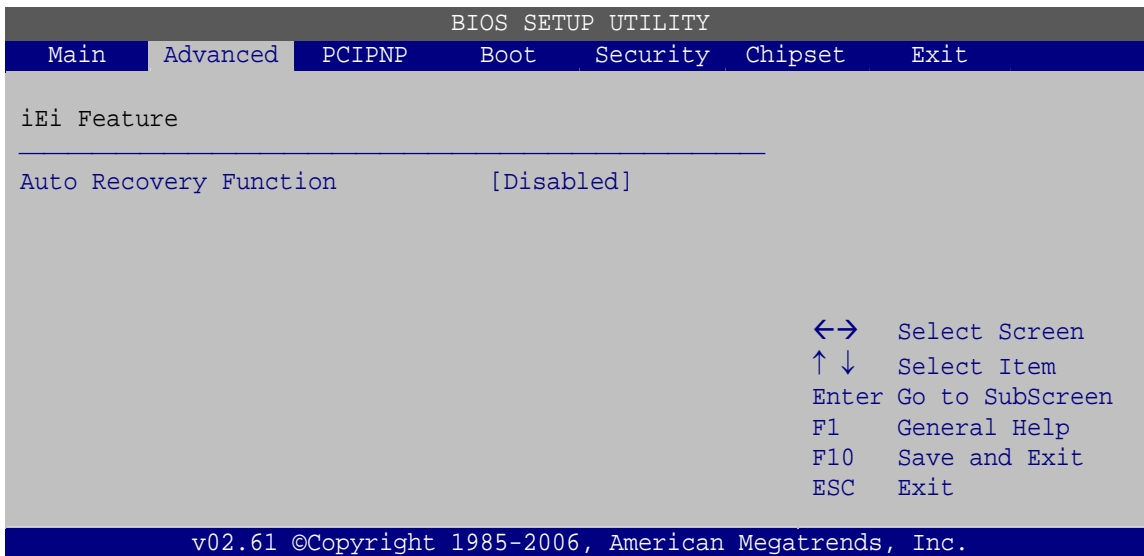 BIOS SETUP UTILITY
Main Advanced PCIPNP Boot Security Chipset Exit
iEi Feature
Auto Recovery Function [Disabled]
←→ Select Screen
↑ ↓ Select Item
Enter Go to SubScreen
F1 General Help
F10 Save and Exit
ESC Exit
v02.61 ©Copyright 1985-2006, American Megatrends, Inc.